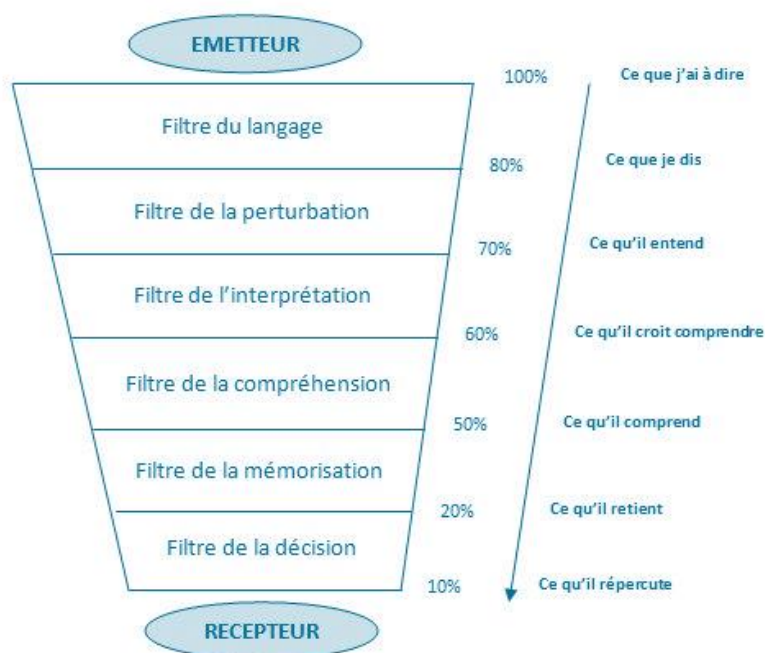 EMETTEUR
100% Ce que j'ai à dire
Filtre du langage
80% Ce que je dis
Filtre de la perturbation
70% Ce qu'il entend
Filtre de l'interprétation
60% Ce qu'il croit comprendre
Filtre de la compréhension
50% Ce qu'il comprend
Filtre de la mémorisation
20% Ce qu'il retient
Filtre de la décision
10% Ce qu'il répercute
RECEPTEUR